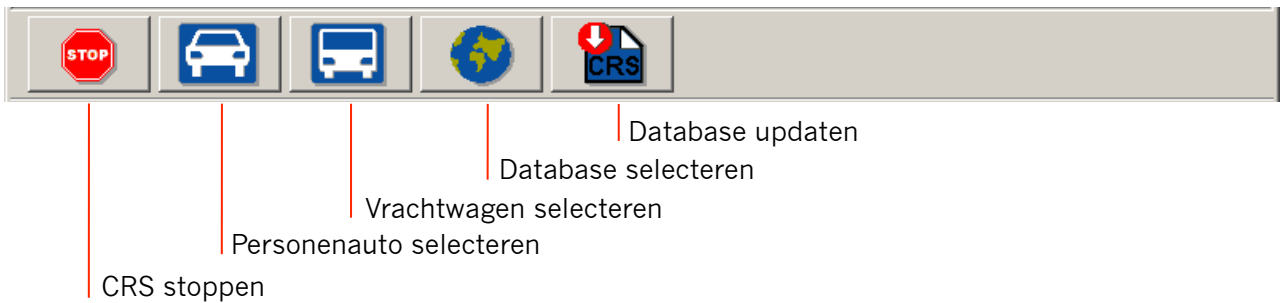 STOP
CRS
Database updaten
Database selecteren
Vrachtwagen selecteren
Personenauto selecteren
CRS stoppen